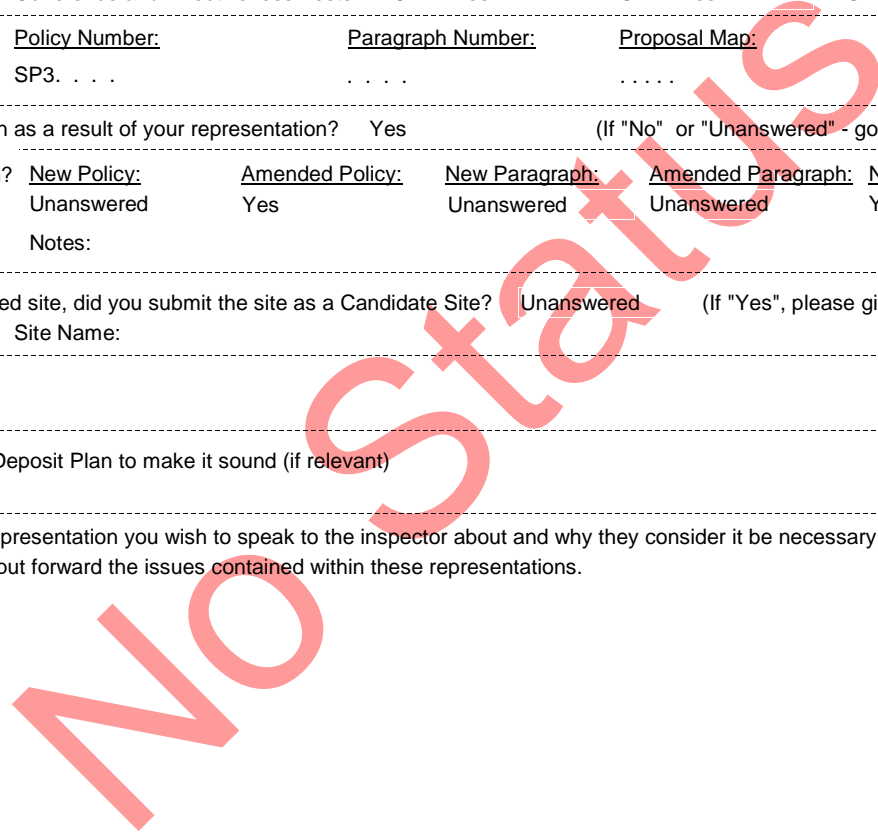 Policy Number: Paragraph Number: Proposal Map:
SP3. . . . . . . . . . . . .
as a result of your representation? Yes (If "No" or "Unanswered" - go
? New Policy: Amended Policy: New Paragraph: Amended Paragraph: N
Unanswered Yes Unanswered Unanswered Y
Notes:
ed site, did you submit the site as a Candidate Site? Unanswered (If "Yes", please gi
Site Name:
Deposit Plan to make it sound (if relevant)
presentation you wish to speak to the inspector about and why they consider it be necessary
out forward the issues contained within these representations.
No Status